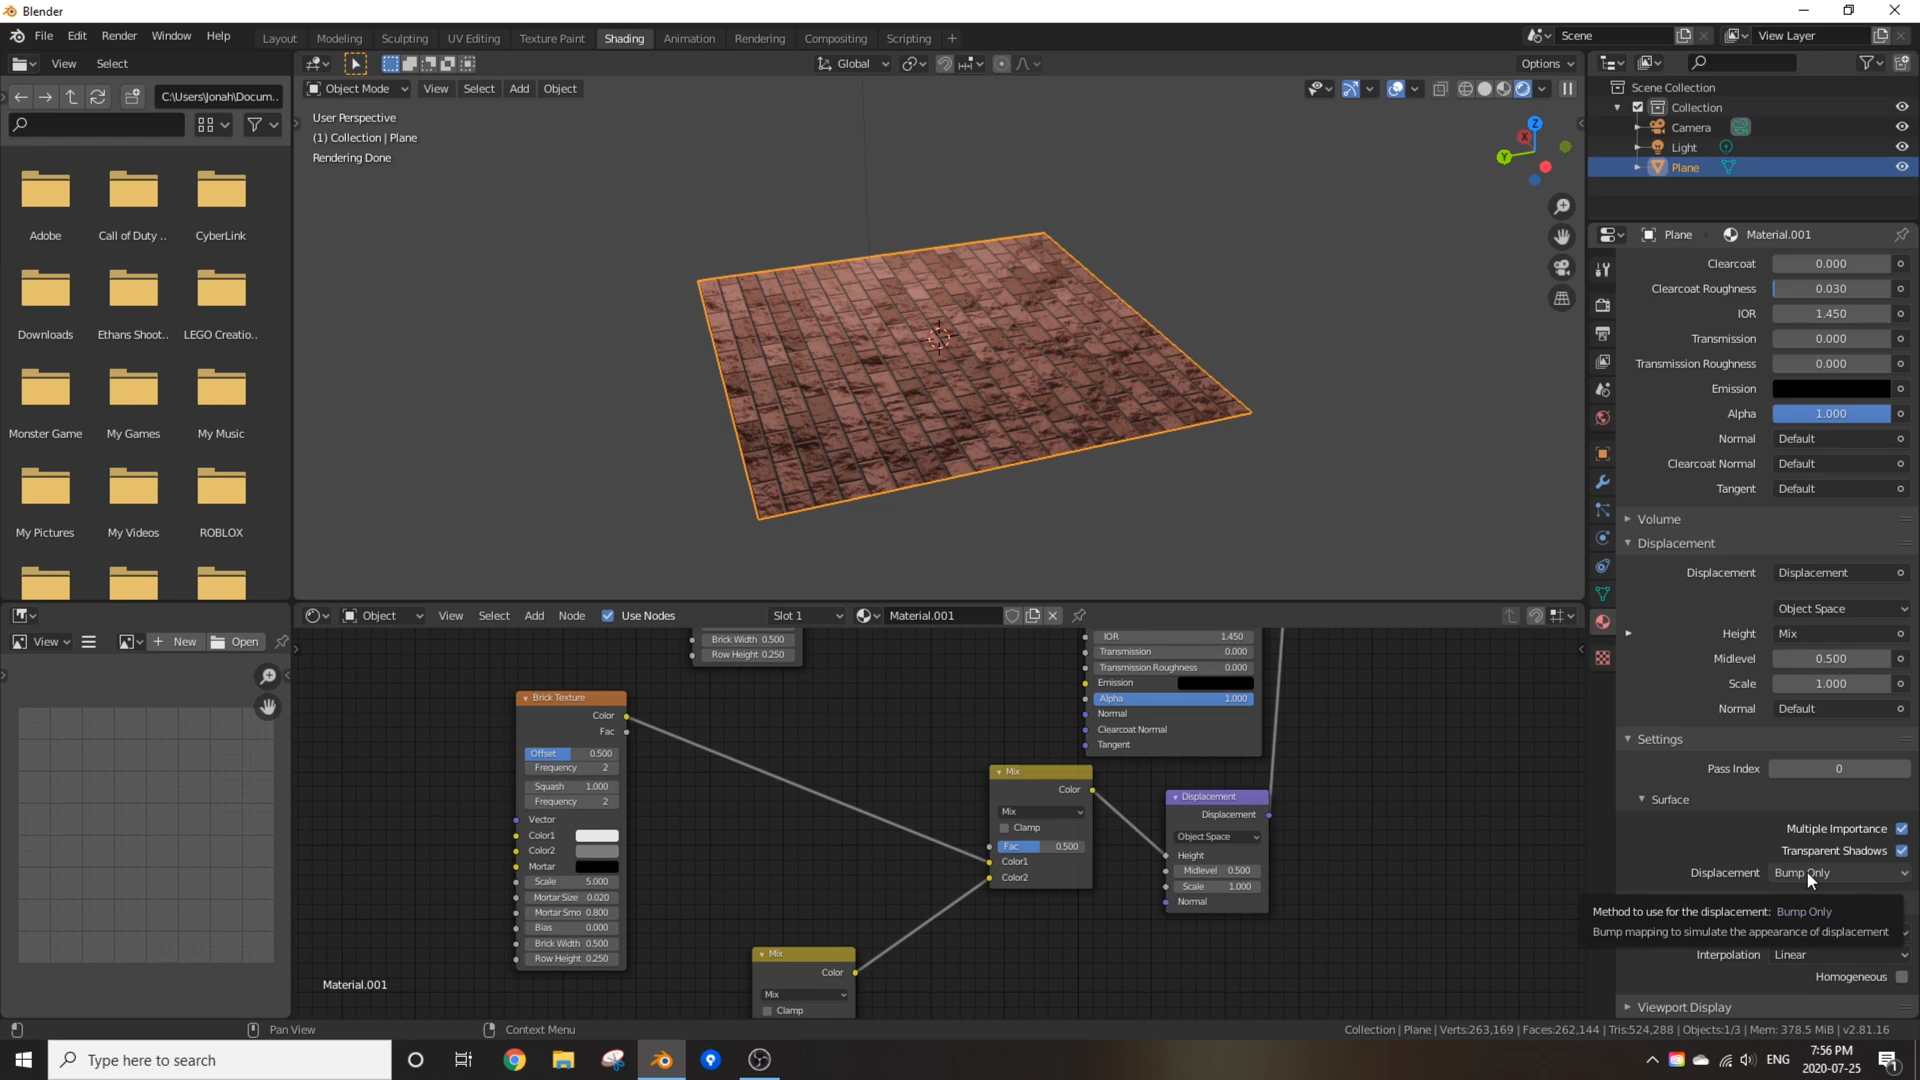 Blender
File Edit Render Window Help
Layout Modeling Sculpting UV Editing Texture Paint Shading Animation Rendering Compositing Scripting +
Scene View Layer
View Select
Global Options
C:\Users\Jonah\Docum..
Object Mode View Select Add Object
User Perspective
(1) Collection | Plane
Rendering Done
Z
X
Y
Adobe Call of Duty .. CyberLink
Downloads Ethans Shoot.. LEGO Creatio..
Monster Game My Games My Music
My Pictures My Videos ROBLOX
Scene Collection
Collection
Camera
Light
Plane
Plane Material.001
Clearcoat 0.000
Clearcoat Roughness 0.030
IOR 1.450
Transmission 0.000
Transmission Roughness 0.000
Emission
Alpha 1.000
Normal Default
Clearcoat Normal Default
Tangent Default
Volume
Displacement
Displacement Displacement
Object Space
Height Mix
Midlevel 0.500
Scale 1.000
Normal Default
Settings
Pass Index 0
Surface
Multiple Importance
Transparent Shadows
Displacement Bump Only
Method to use for the displacement: Bump Only
Bump mapping to simulate the appearance of displacement
Interpolation Linear
Homogeneous
Viewport Display
View New Open
Object View Select Add Node Use Nodes Slot 1 Material.001
Brick Width 0.500
Row Height 0.250
Brick Texture
Color
Fac
Offset 0.500
Frequency 2
Squash 1.000
Frequency 2
Vector
Color1
Color2
Mortar
Scale 5.000
Mortar Size 0.020
Mortar Smo 0.800
Bias 0.000
Brick Width 0.500
Row Height 0.250
IOR 1.450
Transmission 0.000
Transmission Roughness 0.000
Emission
Alpha 1.000
Normal
Clearcoat Normal
Tangent
Mix
Color
Mix
Clamp
Fac 0.500
Color1
Color2
Displacement
Displacement
Object Space
Height
Midlevel 0.500
Scale 1.000
Normal
Mix
Color
Mix
Clamp
Material.001
Pan View Context Menu
Collection | Plane | Verts:263,169 | Faces:262,144 | Tris:524,288 | Objects:1/3 | Mem: 378.5 MiB | v2.81.16
Type here to search
ENG
7:56 PM
2020-07-25
1